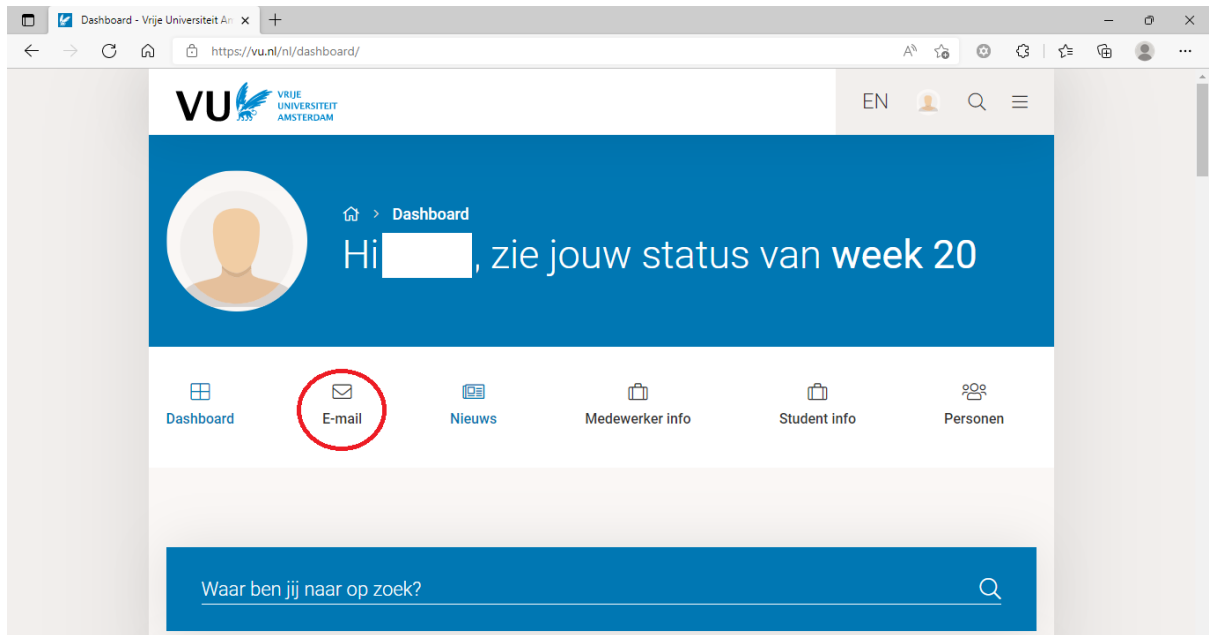 Dashboard - Vrije Universiteit Am
https://vu.nl/nl/dashboard/
VU VRIJE
UNIVERSITEIT
AMSTERDAM
EN
Dashboard
Hi , zie jouw status van week 20
Dashboard E-mail Nieuws Medewerker info Student info Personen
Waar ben jij naar op zoek?